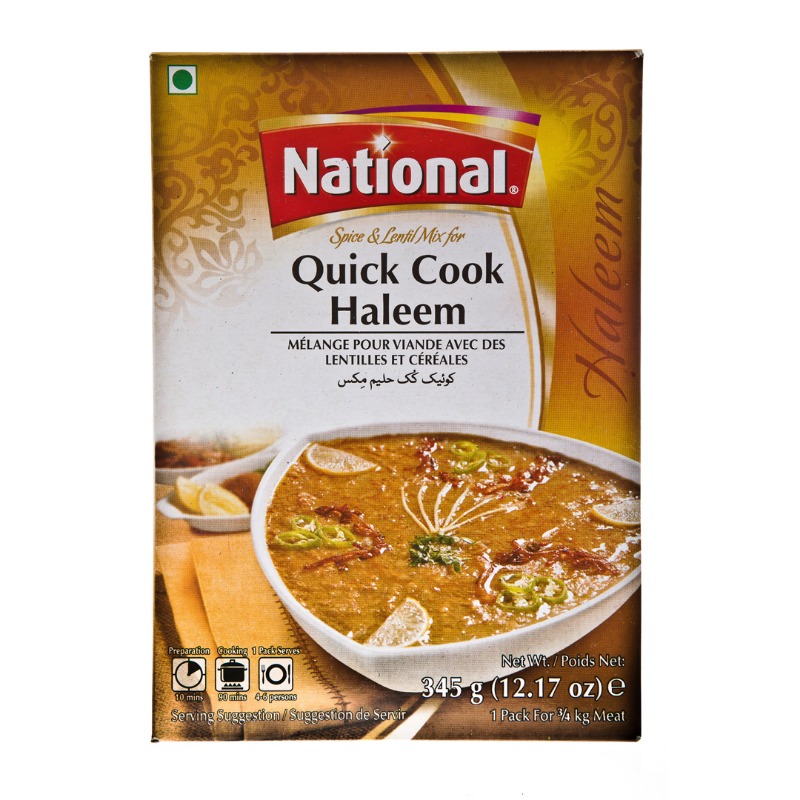 National®
Spice & Lentil Mix for
Quick Cook
Haleem
MÉLANGE POUR VIANDE AVEC DES
LENTILLES ET CÉRÉALES
کوئیک کُک حلیم مِکس
Haleem
Preparation Cooking 1 Pack Serves
10 mins 90 mins 4-6 persons
Serving Suggestion / Suggestion de Servir
Net Wt. / Poids Net:
345 g (12.17 oz) ℮
1 Pack For ¾ kg Meat